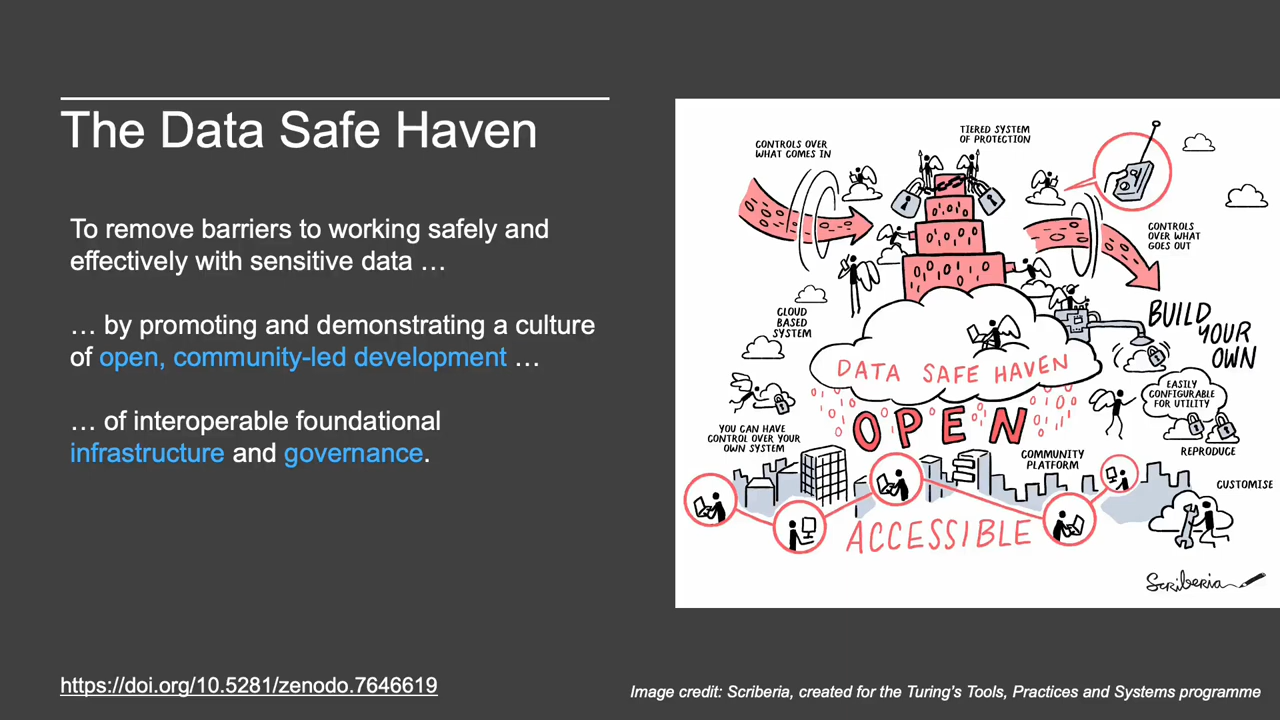 The Data Safe Haven
To remove barriers to working safely and
effectively with sensitive data …
… by promoting and demonstrating a culture
of open, community-led development …
… of interoperable foundational
infrastructure and governance.
https://doi.org/10.5281/zenodo.7646619
CONTROLS OVER
WHAT COMES IN
TIERED SYSTEM
OF PROTECTION
CONTROLS
OVER WHAT
GOES OUT
CLOUD
BASED
SYSTEM
BUILD
YOUR
OWN
DATA SAFE HAVEN
OPEN
EASILY
CONFIGURABLE
FOR UTILITY
YOU CAN HAVE
CONTROL OVER YOUR
OWN SYSTEM
COMMUNITY
PLATFORM
REPRODUCE
CUSTOMISE
ACCESSIBLE
Scriberia
Image credit: Scriberia, created for the Turing’s Tools, Practices and Systems programme